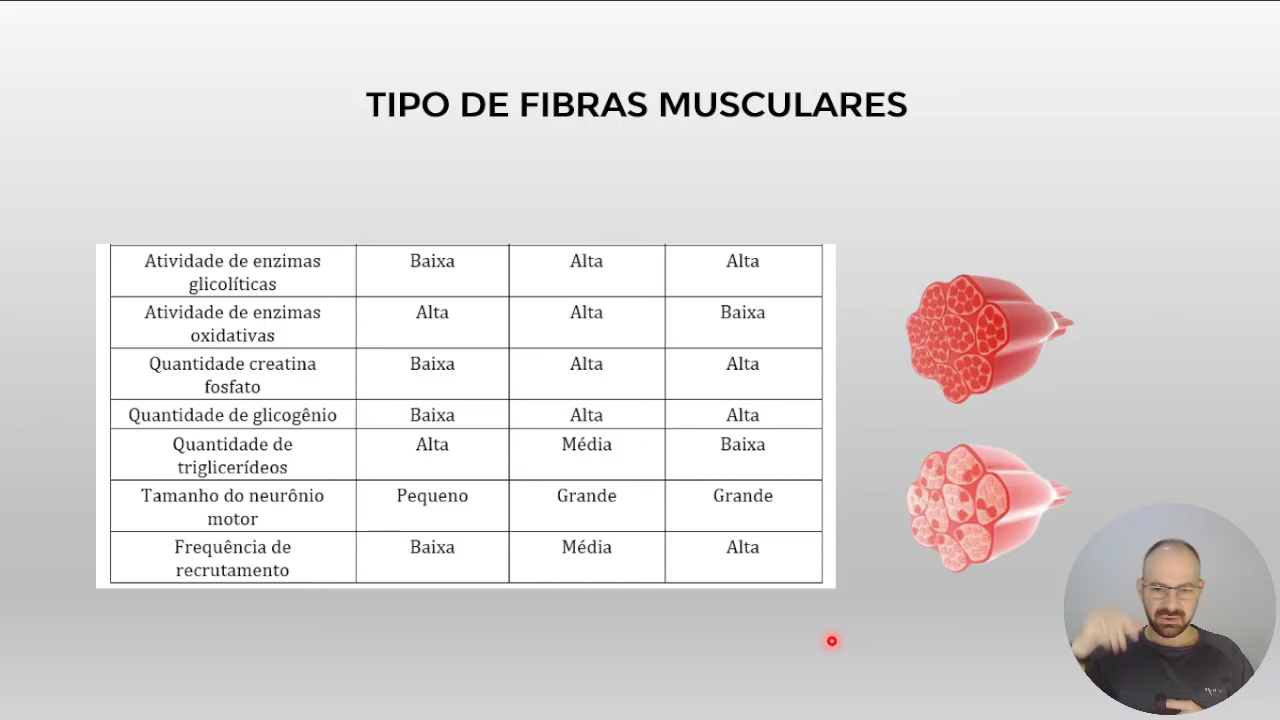 TIPO DE FIBRAS MUSCULARES
Atividade de enzimas glicolíticas Baixa Alta Alta
Atividade de enzimas oxidativas Alta Alta Baixa
Quantidade creatina fosfato Baixa Alta Alta
Quantidade de glicogênio Baixa Alta Alta
Quantidade de triglicerídeos Alta Média Baixa
Tamanho do neurônio motor Pequeno Grande Grande
Frequência de recrutamento Baixa Média Alta